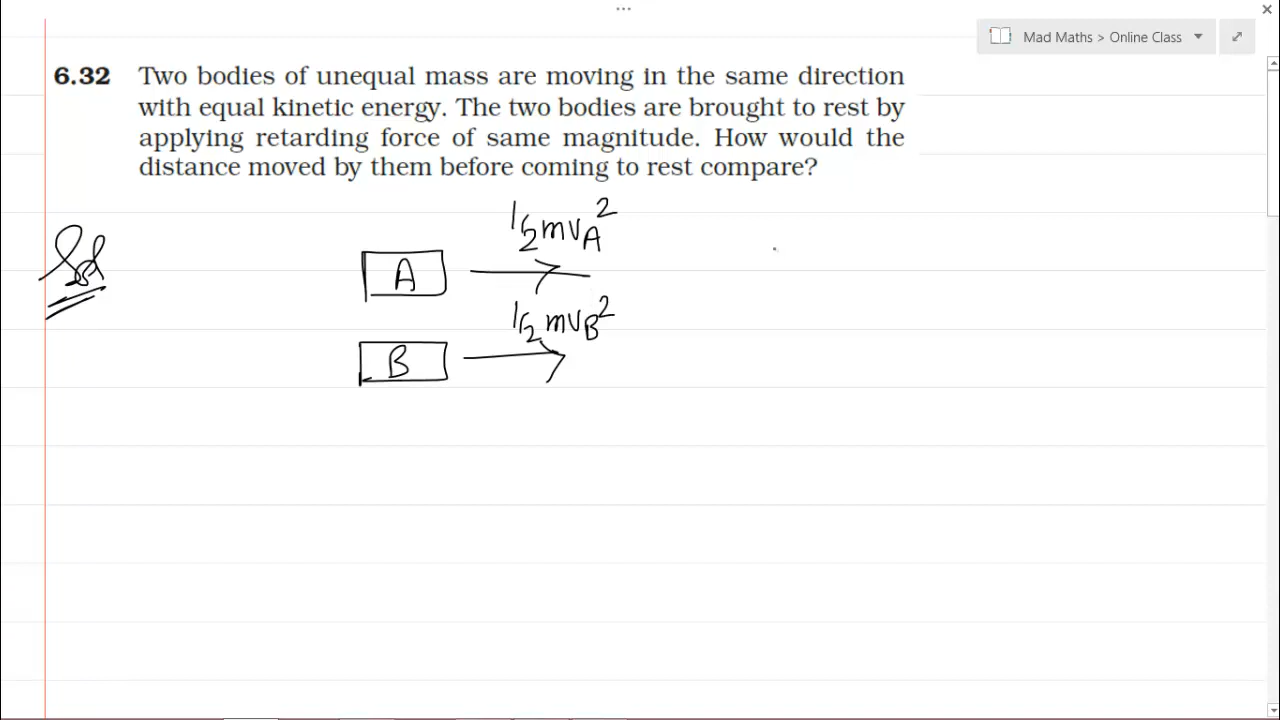 Mad Maths > Online Class
6.32 Two bodies of unequal mass are moving in the same direction
with equal kinetic energy. The two bodies are brought to rest by
applying retarding force of same magnitude. How would the
distance moved by them before coming to rest compare?
Sol
1/2 mv_A^2
A
1/2 mv_B^2
B